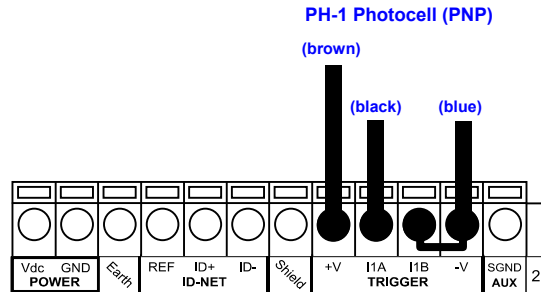 PH-1 Photocell (PNP)
(brown)
(black) (blue)
Vdc GND Earth REF ID+ ID- Shield +V I1A I1B -V SGND
POWER ID-NET TRIGGER AUX 2